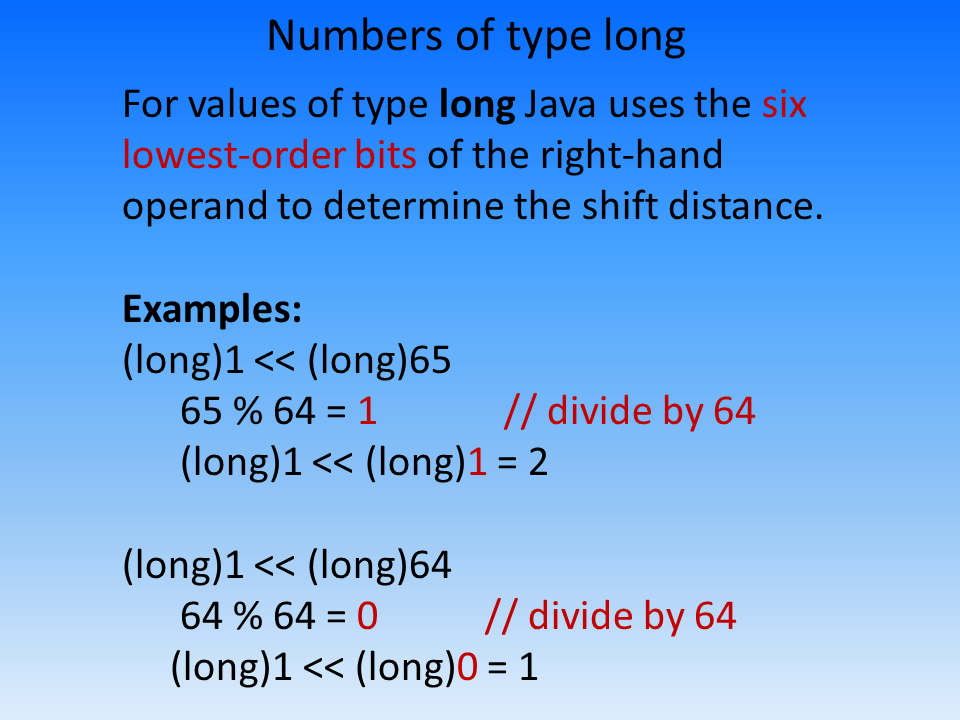 Numbers of type long
For values of type long Java uses the six
lowest-order bits of the right-hand
operand to determine the shift distance.
Examples:
(long)1 << (long)65
65 % 64 = 1 // divide by 64
(long)1 << (long)1 = 2
(long)1 << (long)64
64 % 64 = 0 // divide by 64
(long)1 << (long)0 = 1